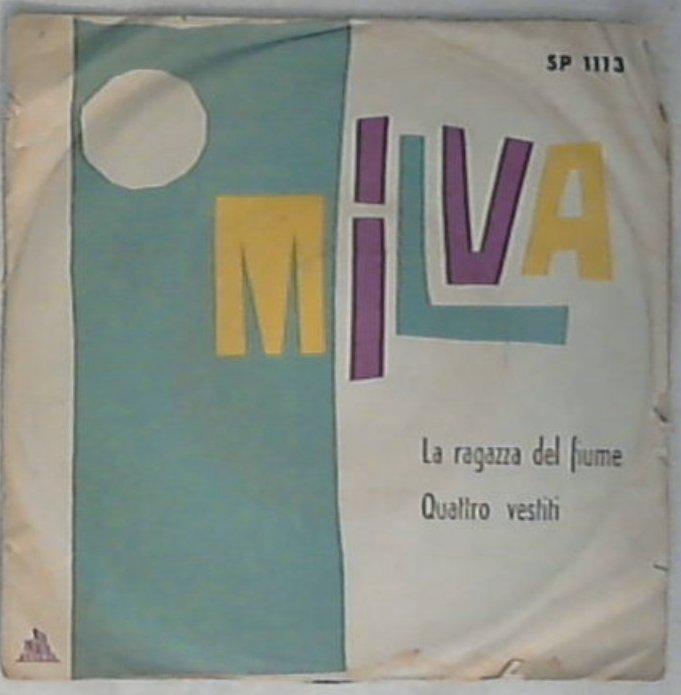 SP 1113
MiLVA
La ragazza del fiume
Quattro vestiti